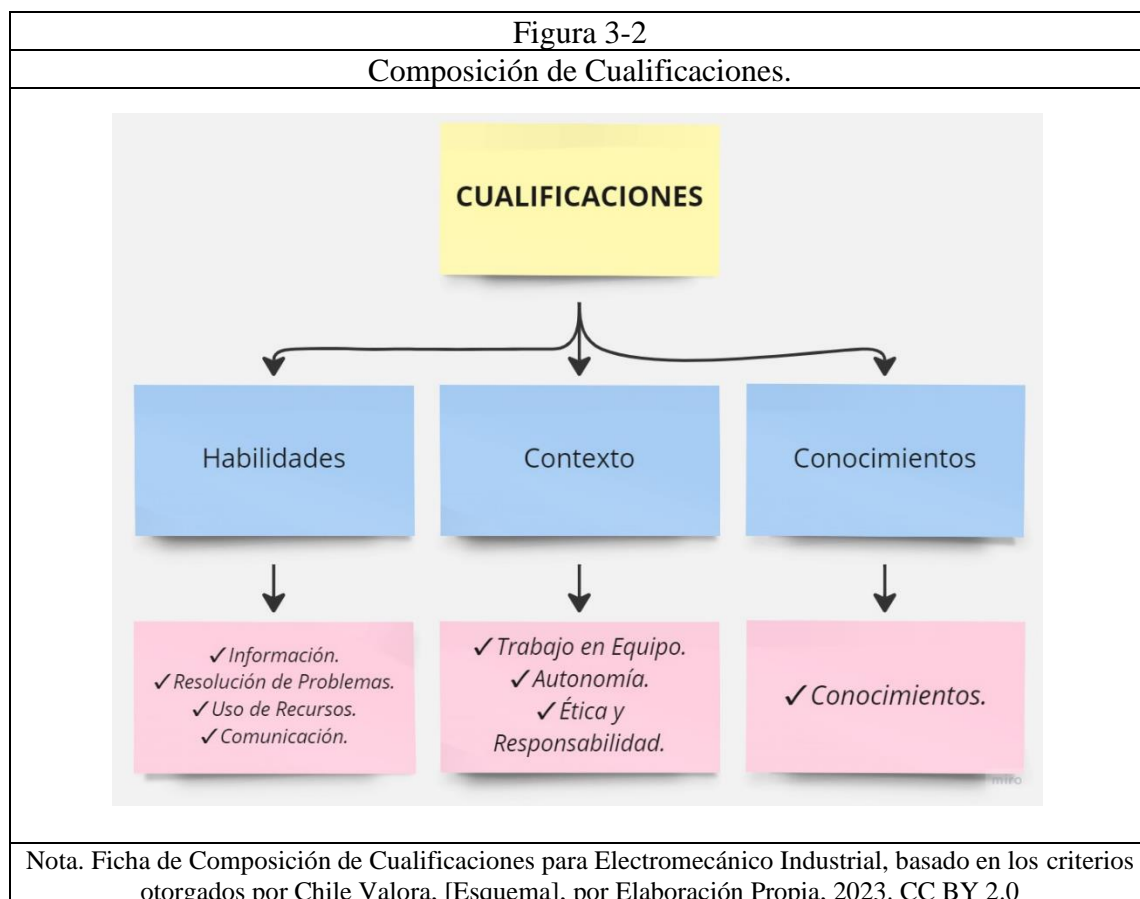 Figura 3-2
Composición de Cualificaciones.
CUALIFICACIONES
Habilidades
Contexto
Conocimientos
✓Información.
✓Resolución de Problemas.
✓Uso de Recursos.
✓Comunicación.
✓Trabajo en Equipo.
✓Autonomía.
✓Ética y
Responsabilidad.
✓Conocimientos.
miro
Nota. Ficha de Composición de Cualificaciones para Electromecánico Industrial, basado en los criterios
otorgados por Chile Valora. [Esquema], por Elaboración Propia, 2023. CC BY 2.0